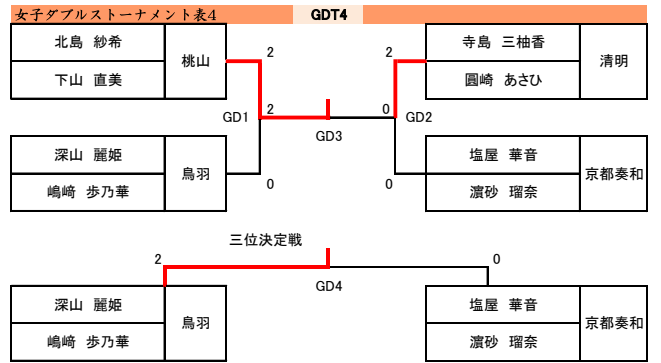 女子ダブルストーナメント表4 GDT4
北島 紗希
下山 直美
桃山
2
2
寺島 三柚香
圓崎 あさひ
清明
GD1
2
0
GD2
GD3
深山 麗姫
嶋﨑 歩乃華
鳥羽
0
0
塩屋 華音
濵砂 瑠奈
京都奏和
三位決定戦
2
0
GD4
深山 麗姫
嶋﨑 歩乃華
鳥羽
塩屋 華音
濵砂 瑠奈
京都奏和